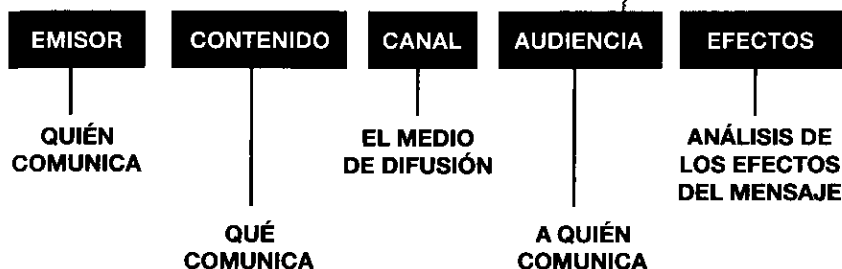 EMISOR
CONTENIDO
CANAL
AUDIENCIA
EFECTOS
QUIÉN
COMUNICA
EL MEDIO
DE DIFUSIÓN
ANÁLISIS DE
LOS EFECTOS
DEL MENSAJE
QUÉ
COMUNICA
A QUIÉN
COMUNICA